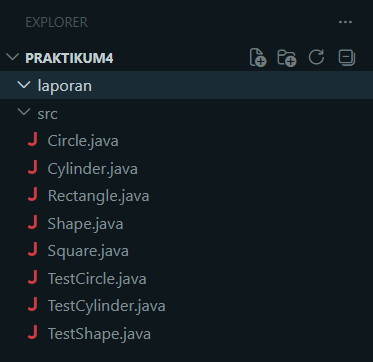 EXPLORER
PRAKTIKUM4
laporan
src
J Circle.java
J Cylinder.java
J Rectangle.java
J Shape.java
J Square.java
J TestCircle.java
J TestCylinder.java
J TestShape.java